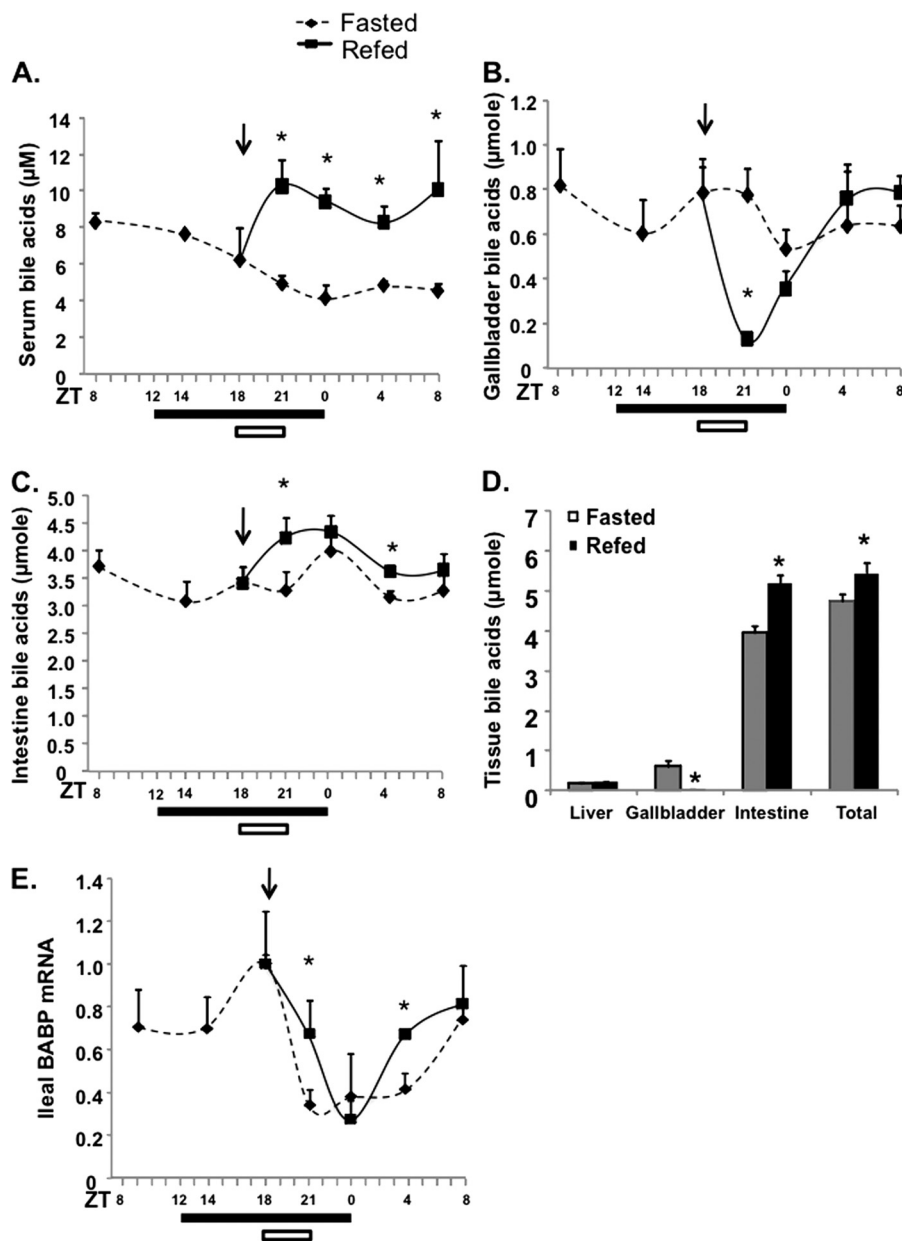 Fasted
Refed
A.
Serum bile acids (µM)
14
12
10
8
6
4
2
0
ZT 8 12 14 18 21 0 4 8
* * * *
B.
Gallbladder bile acids (µmole)
1.2
1.0
0.8
0.6
0.4
0.2
0
ZT 8 12 14 18 21 0 4 8
*
C.
Intestine bile acids (µmole)
5.0
4.5
4.0
3.5
3.0
2.5
2.0
1.5
1.0
0.5
0
ZT 8 12 14 18 21 0 4 8
* *
D.
Fasted
Refed
Tissue bile acids (µmole)
7
6
5
4
3
2
1
0
* * *
Liver Gallbladder Intestine Total
E.
Ileal BABP mRNA
1.4
1.2
1.0
0.8
0.6
0.4
0.2
0
ZT 8 12 14 18 21 0 4 8
* *